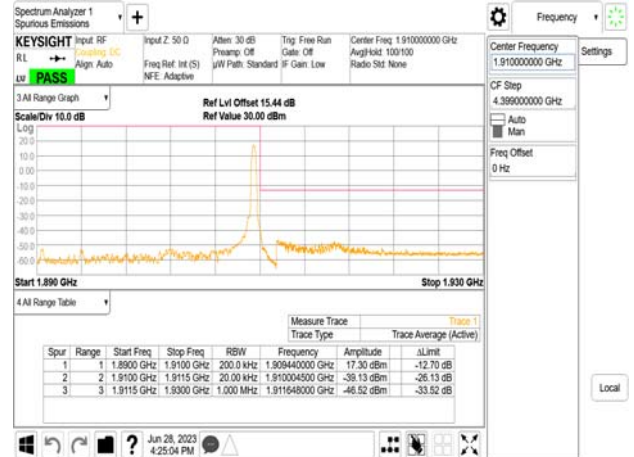 Spectrum Analyzer 1
Spurious Emissions
Frequency
KEYSIGHT Input: RF Input Z: 50 Ω Atten: 30 dB Trig: Free Run Center Freq: 1.910000000 GHz
RL Coupling: DC Preamp: Off Gate: Off Avg|Hold: 100/100
Align: Auto Freq Ref: Int (S) µW Path: Standard IF Gain: Low Radio Std: None
NFE: Adaptive
PASS
Center Frequency
1.910000000 GHz
Settings
CF Step
4.399000000 GHz
Auto
Man
Freq Offset
0 Hz
3 All Range Graph
Ref Lvl Offset 15.44 dB
Scale/Div 10.0 dB Ref Value 30.00 dBm
Log
20.0
10.0
0.00
-10.0
-20.0
-30.0
-40.0
-50.0
-60.0
Start 1.890 GHz Stop 1.930 GHz
4 All Range Table
Measure Trace Trace 1
Trace Type Trace Average (Active)
Spur Range Start Freq Stop Freq RBW Frequency Amplitude ΔLimit
1 1 1.8900 GHz 1.9100 GHz 200.0 kHz 1.909440000 GHz 17.30 dBm -12.70 dB
2 2 1.9100 GHz 1.9115 GHz 20.00 kHz 1.910004500 GHz -39.13 dBm -26.13 dB
3 3 1.9115 GHz 1.9300 GHz 1.000 MHz 1.911648000 GHz -46.52 dBm -33.52 dB
Local
Jun 28, 2023
4:25:04 PM